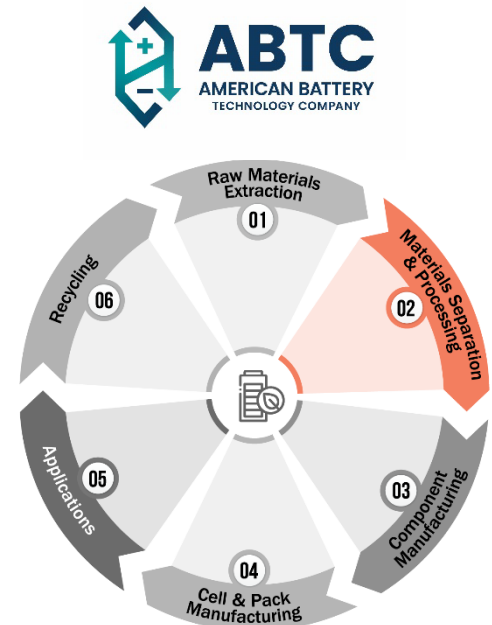 ABTC
AMERICAN BATTERY
TECHNOLOGY COMPANY
Raw Materials
Extraction
01
Materials Separation
& Processing
02
Component
Manufacturing
03
04
Cell & Pack
Manufacturing
Applications
05
Recycling
06